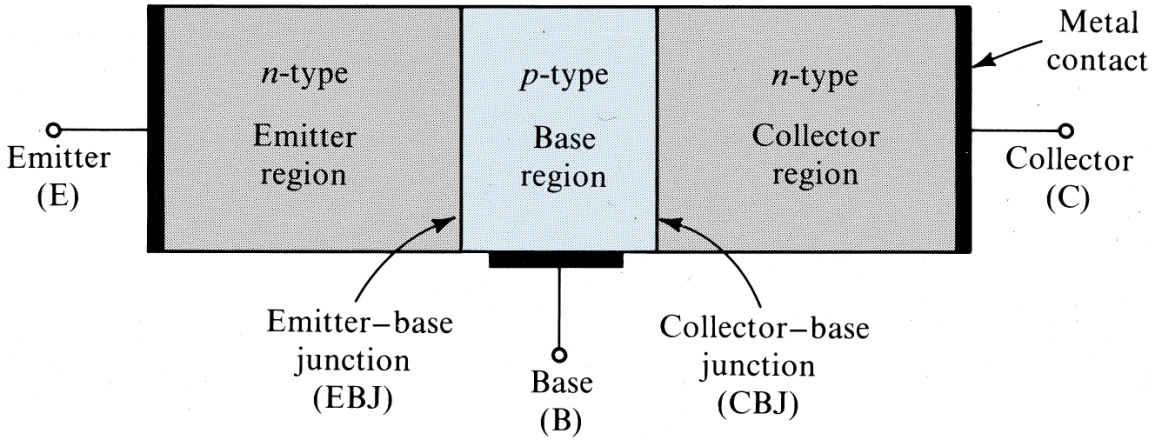 n-type
Emitter
region
p-type
Base
region
n-type
Collector
region
Metal
contact
Emitter
(E)
Collector
(C)
Emitter–base
junction
(EBJ)
Base
(B)
Collector–base
junction
(CBJ)